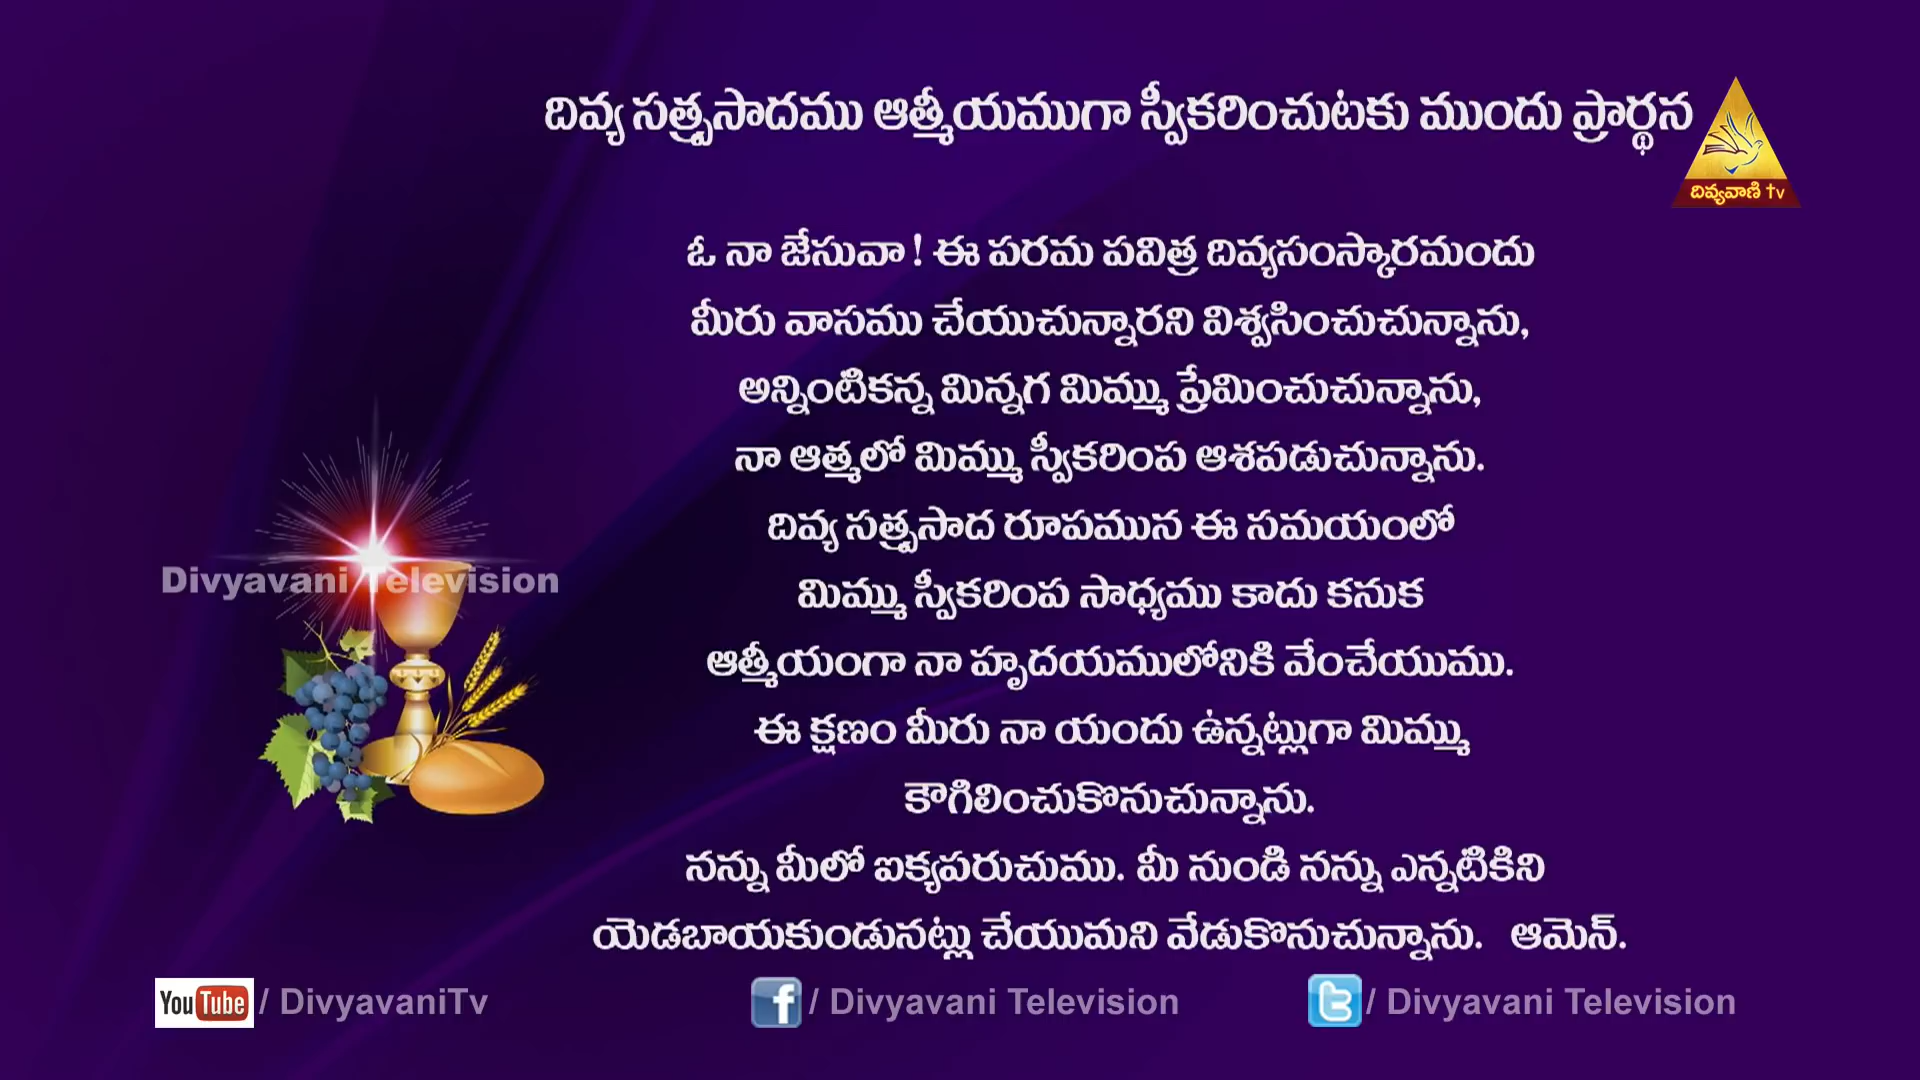 దివ్య సత్ప్రసాదము ఆత్మీయముగా స్వీకరించుటకు ముందు ప్రార్థన
దివ్యవాణి tv
ఓ నా జేసువా ! ఈ పరమ పవిత్ర దివ్యసంస్కారమందు
మీరు వాసము చేయుచున్నారని విశ్వసించుచున్నాను,
అన్నింటికన్న మిన్నగ మిమ్ము ప్రేమించుచున్నాను,
నా ఆత్మలో మిమ్ము స్వీకరింప ఆశపడుచున్నాను.
దివ్య సత్ప్రసాద రూపమున ఈ సమయంలో
Divyavani Television
మిమ్ము స్వీకరింప సాధ్యము కాదు కనుక
ఆత్మీయంగా నా హృదయములోనికి వేంచేయుము.
ఈ క్షణం మీరు నా యందు ఉన్నట్లుగా మిమ్ము
కౌగిలించుకొనుచున్నాను.
నన్ను మీలో ఐక్యపరుచుము. మీ నుండి నన్ను ఎన్నటికిని
యెడబాయకుండునట్లు చేయుమని వేడుకొనుచున్నాను. ఆమెన్.
YouTube / DivyavaniTv
f / Divyavani Television
t / Divyavani Television